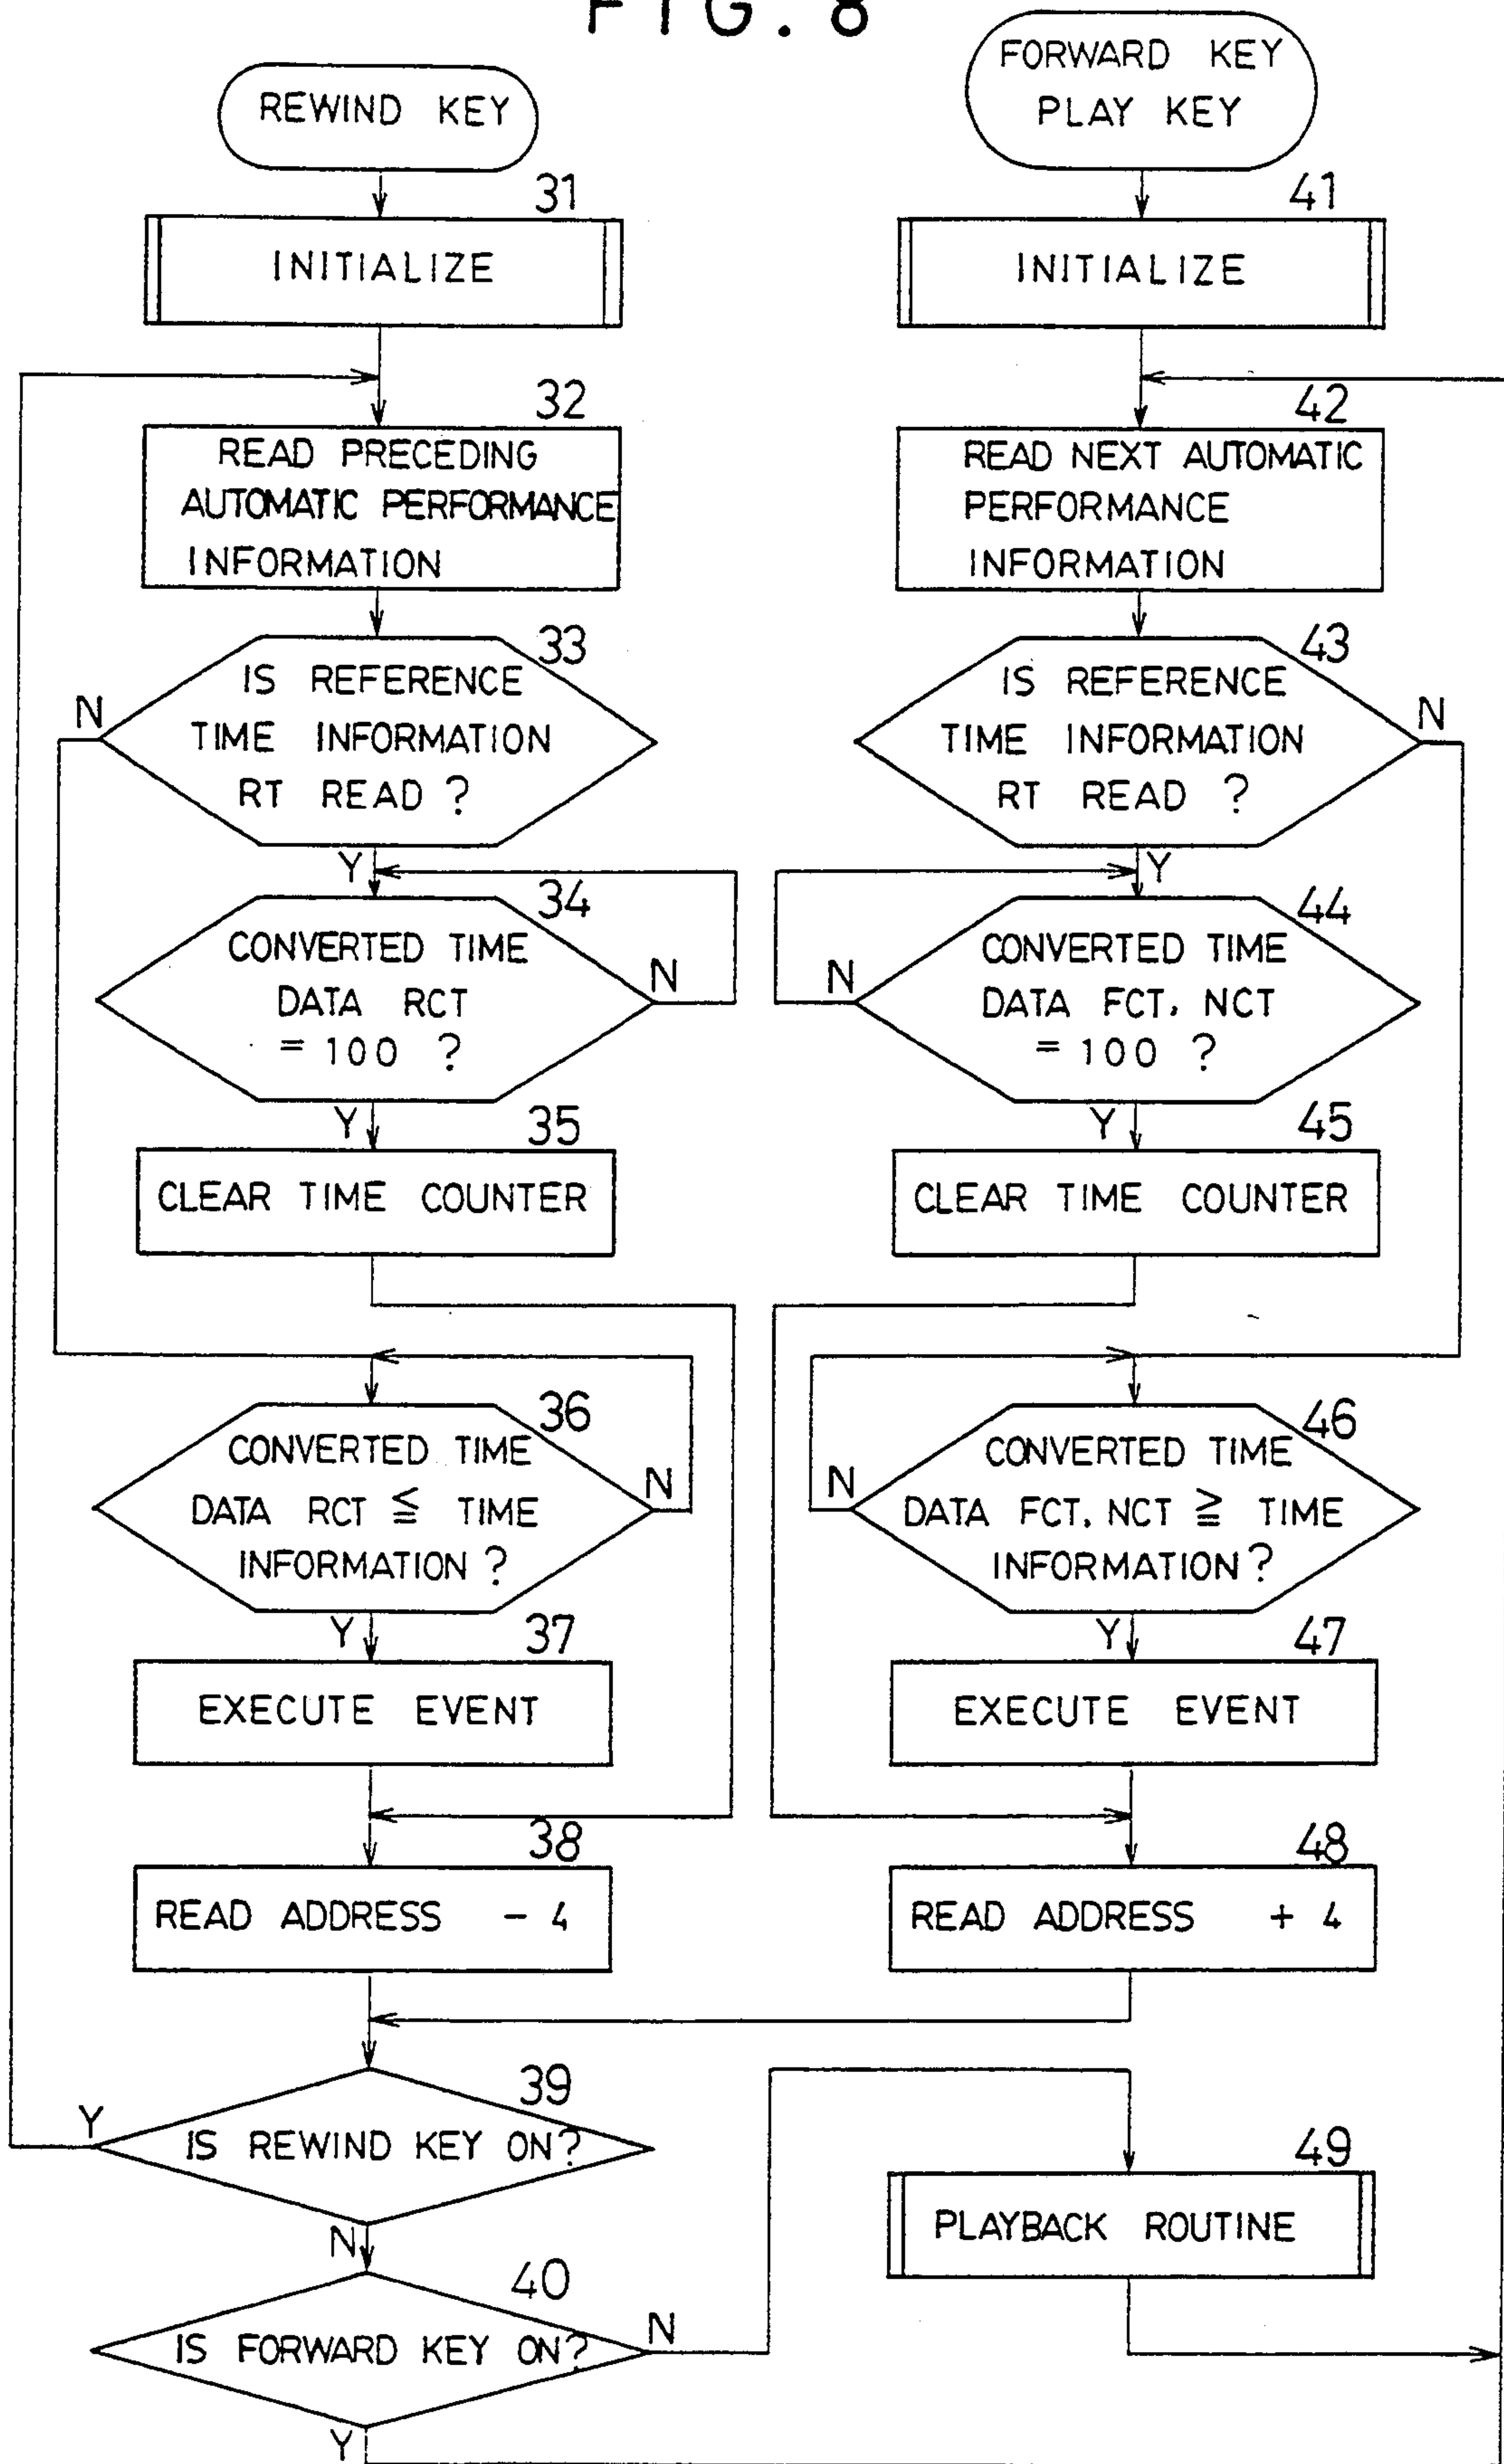 FIG. 8
REWIND KEY
31
INITIALIZE
32
READ PRECEDING
AUTOMATIC PERFORMANCE
INFORMATION
33
IS REFERENCE
TIME INFORMATION
RT READ ?
N
Y
34
CONVERTED TIME
DATA RCT
= 100 ?
N
Y
35
CLEAR TIME COUNTER
36
CONVERTED TIME
DATA RCT ≦ TIME
INFORMATION ?
N
Y
37
EXECUTE EVENT
38
READ ADDRESS - 4
39
IS REWIND KEY ON?
Y
N
40
IS FORWARD KEY ON?
N
Y
FORWARD KEY
PLAY KEY
41
INITIALIZE
42
READ NEXT AUTOMATIC
PERFORMANCE
INFORMATION
43
IS REFERENCE
TIME INFORMATION
RT READ ?
N
Y
44
CONVERTED TIME
DATA FCT, NCT
= 100 ?
N
Y
45
CLEAR TIME COUNTER
46
CONVERTED TIME
DATA FCT, NCT ≧ TIME
INFORMATION ?
N
Y
47
EXECUTE EVENT
48
READ ADDRESS + 4
49
PLAYBACK ROUTINE